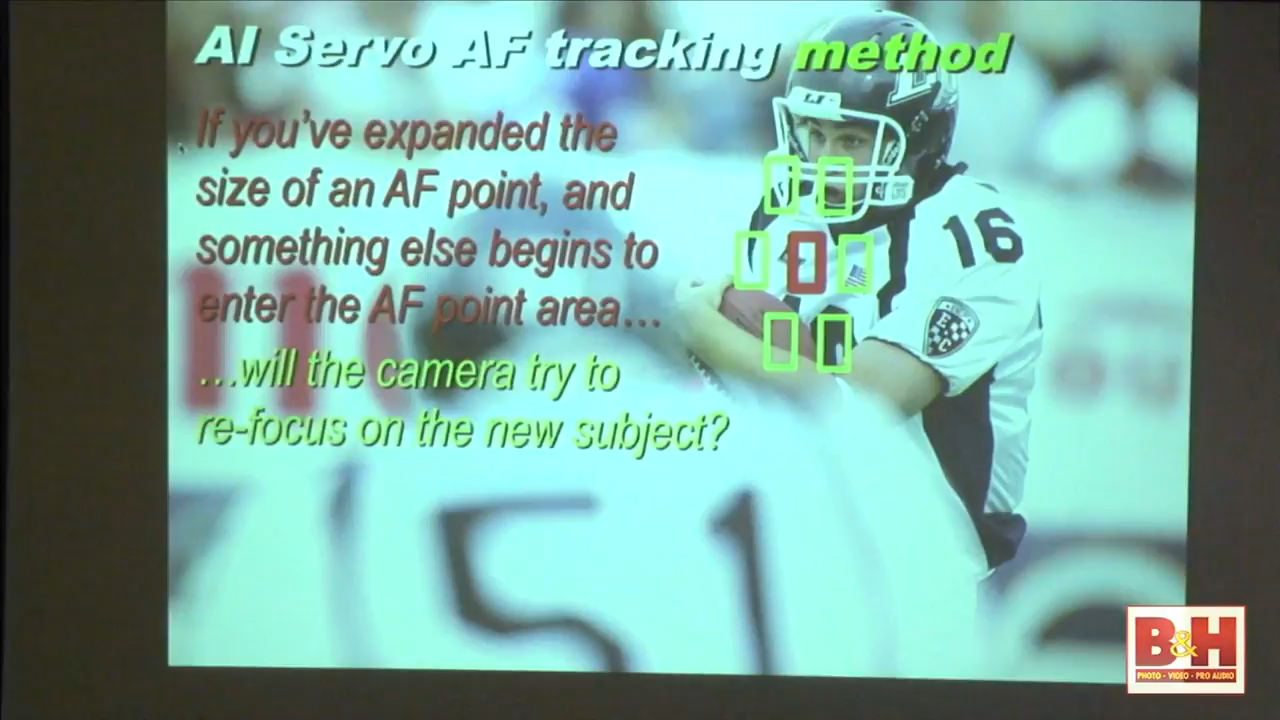 AI Servo AF tracking method
If you've expanded the
size of an AF point, and
something else begins to
enter the AF point area...
...will the camera try to
re-focus on the new subject?
16
51
B&H
PHOTO - VIDEO - PRO AUDIO